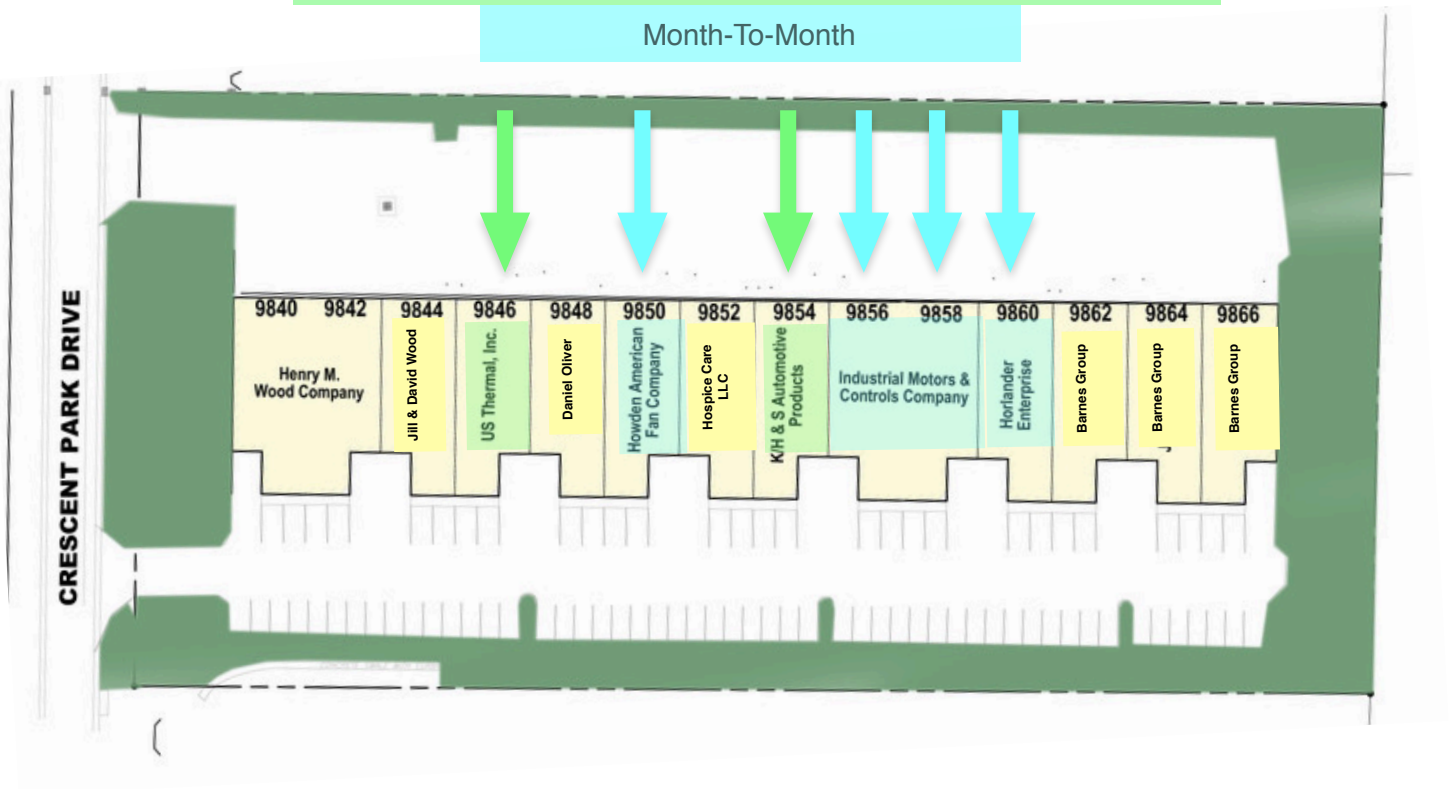 Month-To-Month
CRESCENT PARK DRIVE
9840 9842 9844 9846 9848 9850 9852 9854 9856 9858 9860 9862 9864 9866
Henry M.
Wood Company
Jill & David Wood
US Thermal, Inc.
Daniel Oliver
Howden American
Fan Company
Hospice Care
LLC
K/H & S Automotive
Products
Industrial Motors &
Controls Company
Horlander
Enterprise
Barnes Group
Barnes Group
Barnes Group